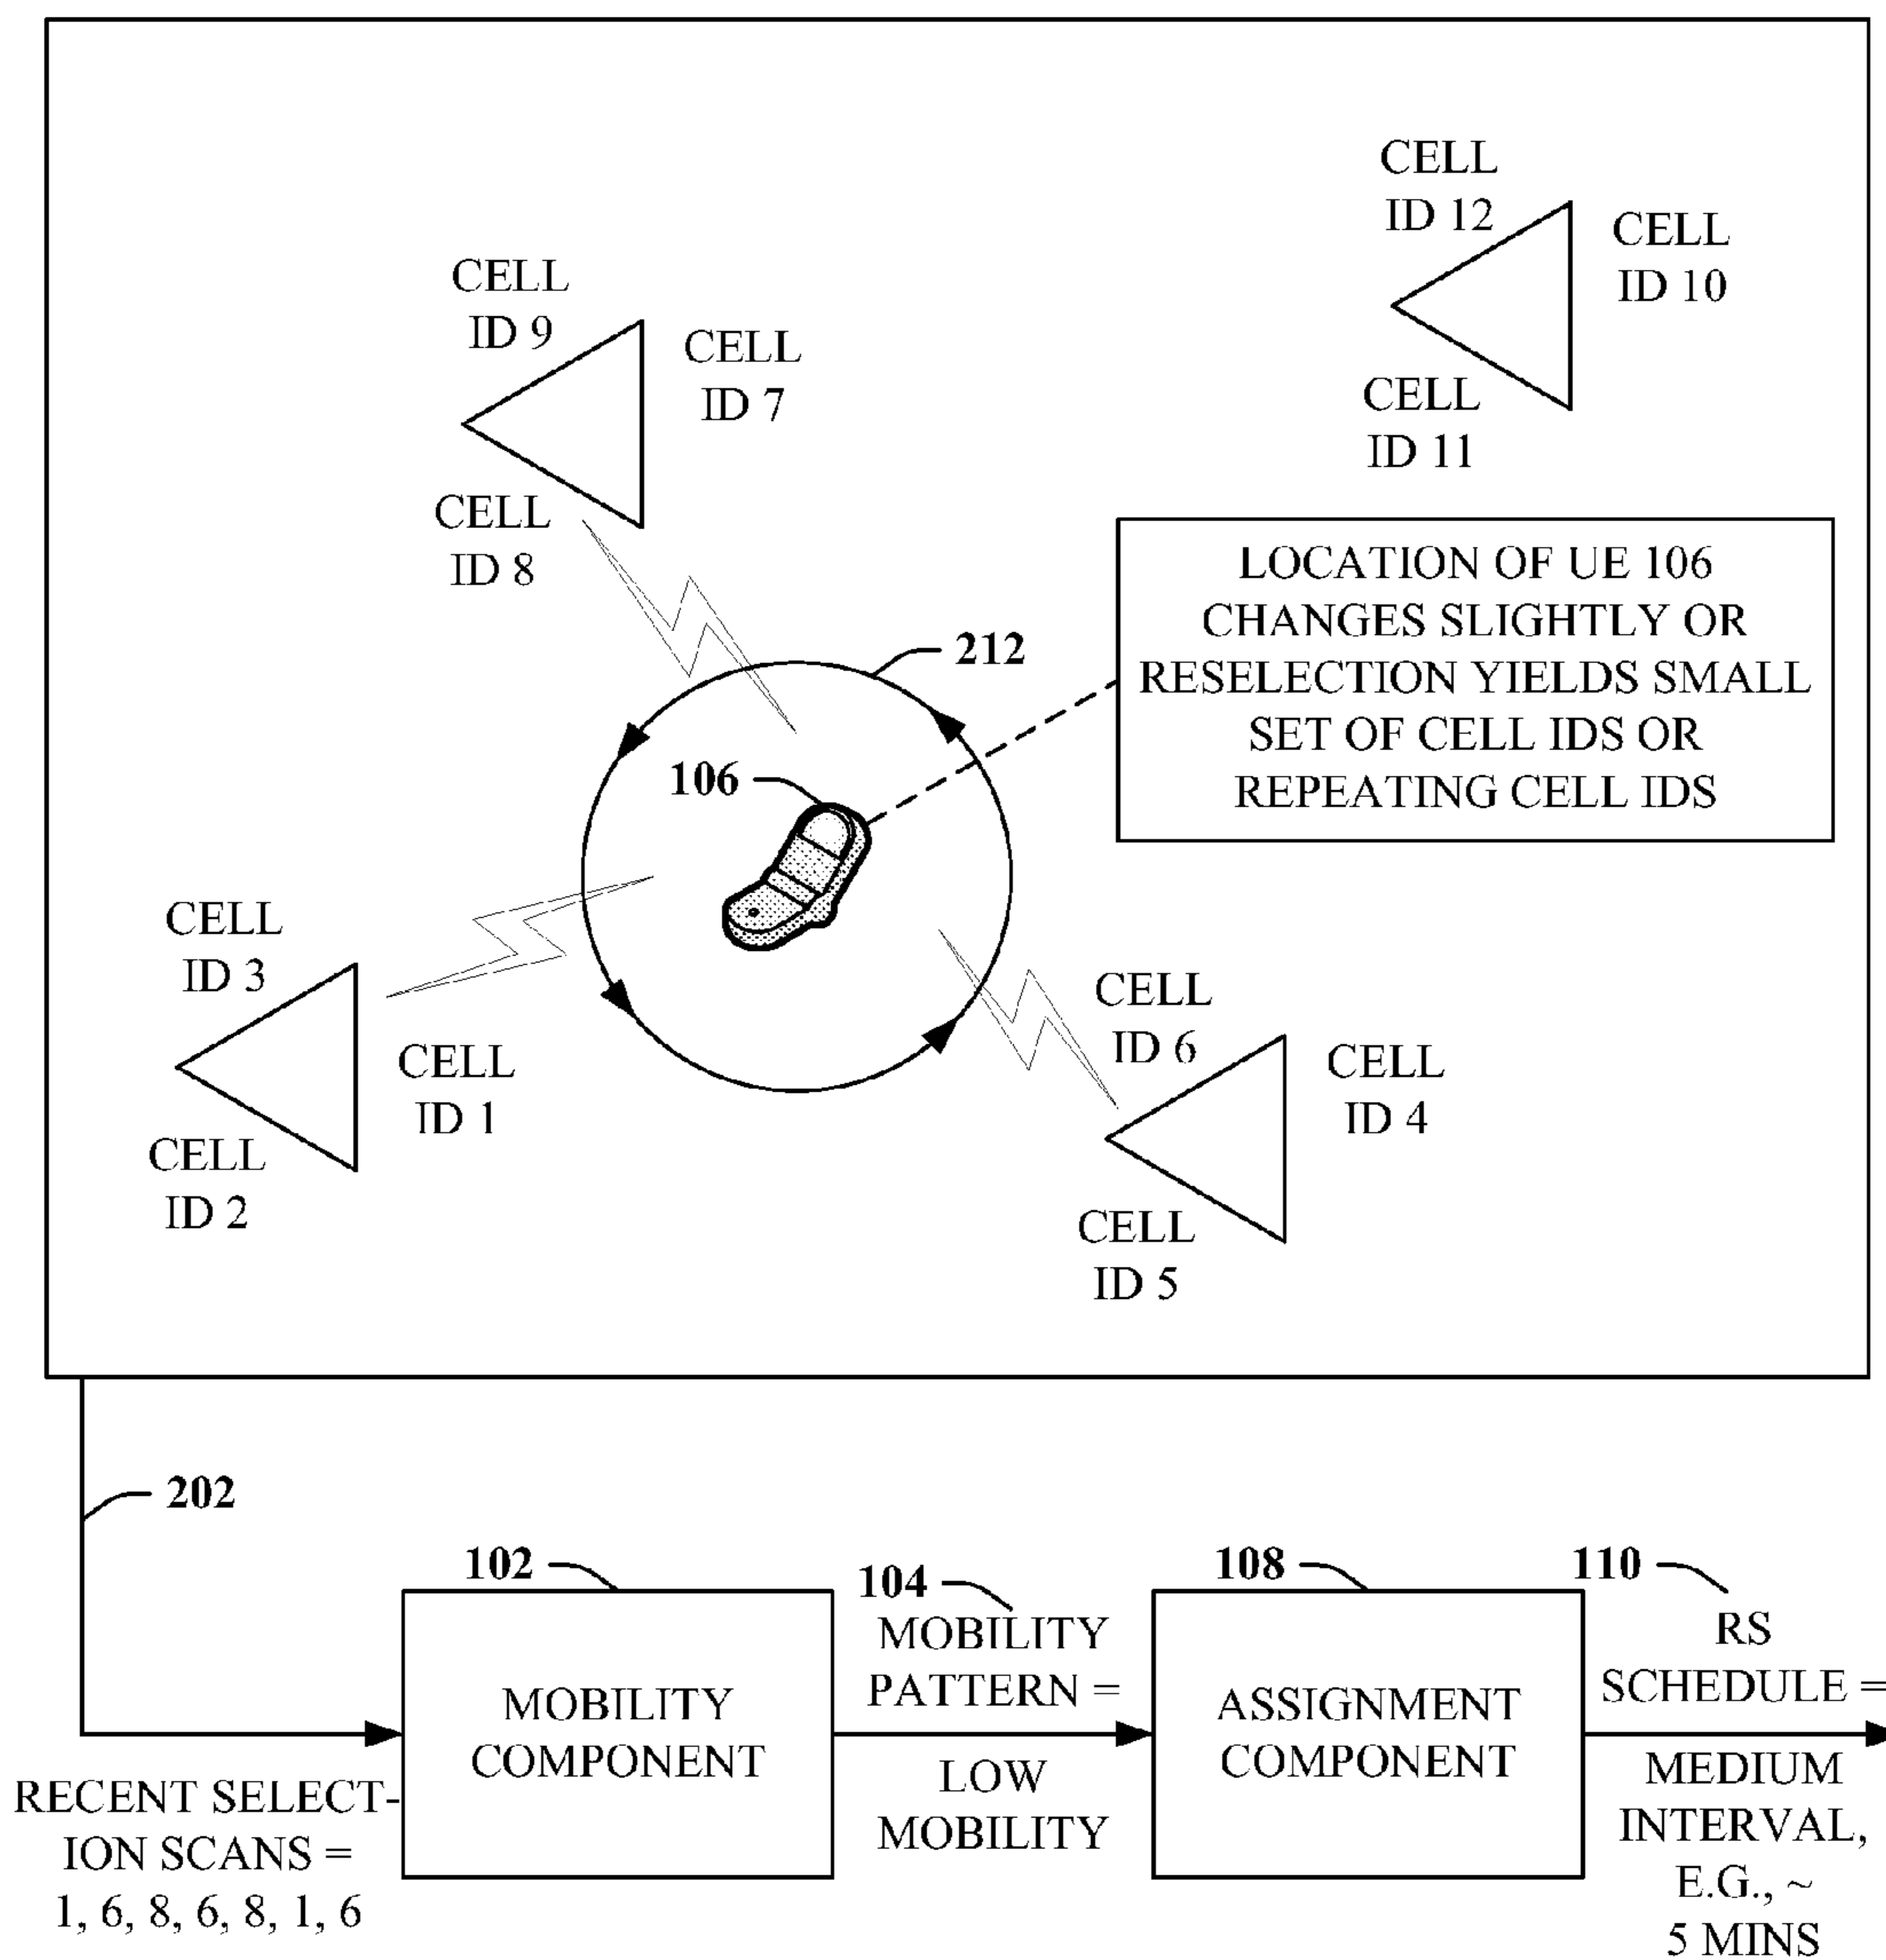 CELL
ID 12
CELL
ID 10
CELL
ID 11
CELL
ID 9
CELL
ID 7
CELL
ID 8
LOCATION OF UE 106
CHANGES SLIGHTLY OR
RESELECTION YIELDS SMALL
SET OF CELL IDS OR
REPEATING CELL IDS
212
106
CELL
ID 3
CELL
ID 1
CELL
ID 2
CELL
ID 6
CELL
ID 4
CELL
ID 5
202
RECENT SELECT-
ION SCANS =
1, 6, 8, 6, 8, 1, 6
102
MOBILITY
COMPONENT
104
MOBILITY
PATTERN =
LOW
MOBILITY
108
ASSIGNMENT
COMPONENT
110
RS
SCHEDULE =
MEDIUM
INTERVAL,
E.G., ~
5 MINS